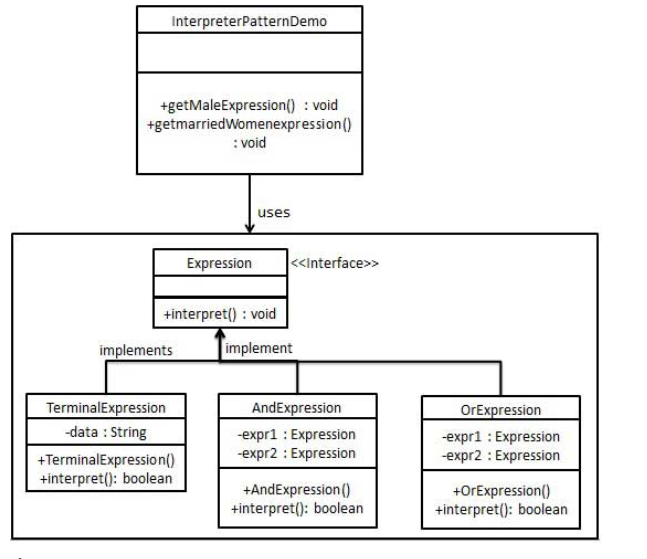 InterpreterPatternDemo
+getMaleExpression() : void
+getmarriedWomenexpression()
: void
uses
Expression
<<Interface>>
+interpret() : void
implements
implement
TerminalExpression
-data : String
+TerminalExpression()
+interpret(): boolean
AndExpression
-expr1 : Expression
-expr2 : Expression
+AndExpression()
+interpret(): boolean
OrExpression
-expr1 : Expression
-expr2 : Expression
+OrExpression()
+interpret(): boolean